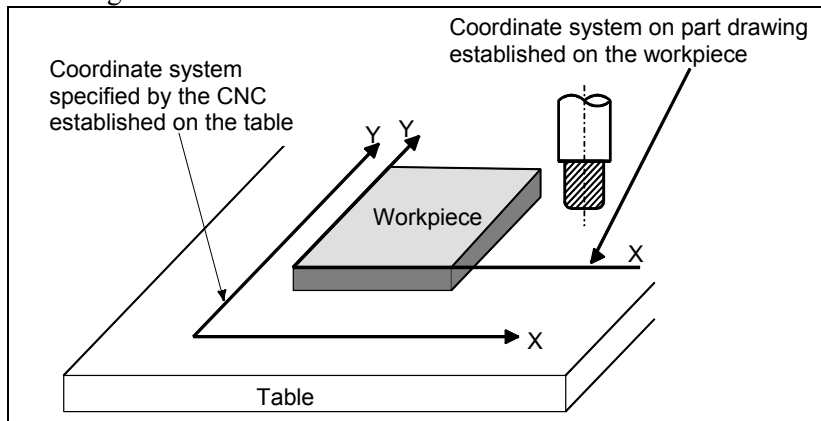 Coordinate system on part drawing
established on the workpiece
Coordinate system
specified by the CNC
established on the table
Y
Y
Workpiece
X
X
Table